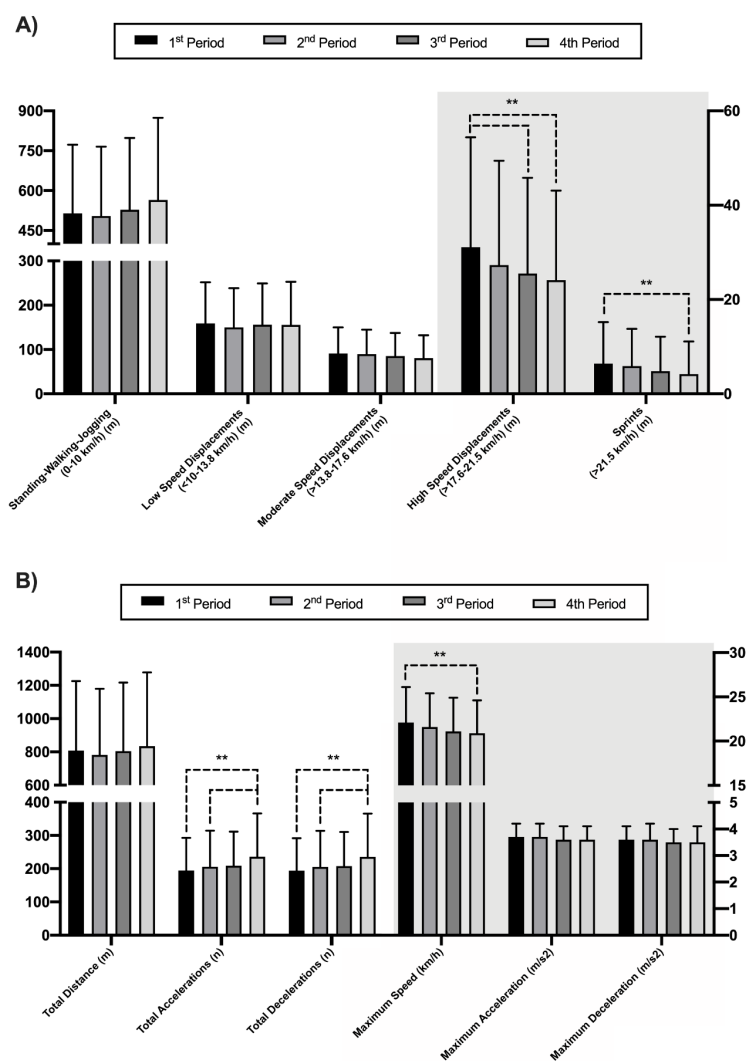 A)
1st Period 2nd Period 3rd Period 4th Period
900
750
600
450
300
200
100
0
60
40
20
0
**
**
Standing-Walking-Jogging
(0-10 km/h) (m)
Low Speed Displacements
(<10-13.8 km/h) (m)
Moderate Speed Displacements
(>13.8-17.6 km/h) (m)
High Speed Displacements
(>17.6-21.5 km/h) (m)
Sprints
(>21.5 km/h) (m)
B)
1st Period 2nd Period 3rd Period 4th Period
1400
1200
1000
800
600
400
300
200
100
0
30
25
20
15
5
4
3
2
1
0
**
**
**
Total Distance (m)
Total Accelerations (n)
Total Decelerations (n)
Maximum Speed (km/h)
Maximum Acceleration (m/s2)
Maximum Deceleration (m/s2)